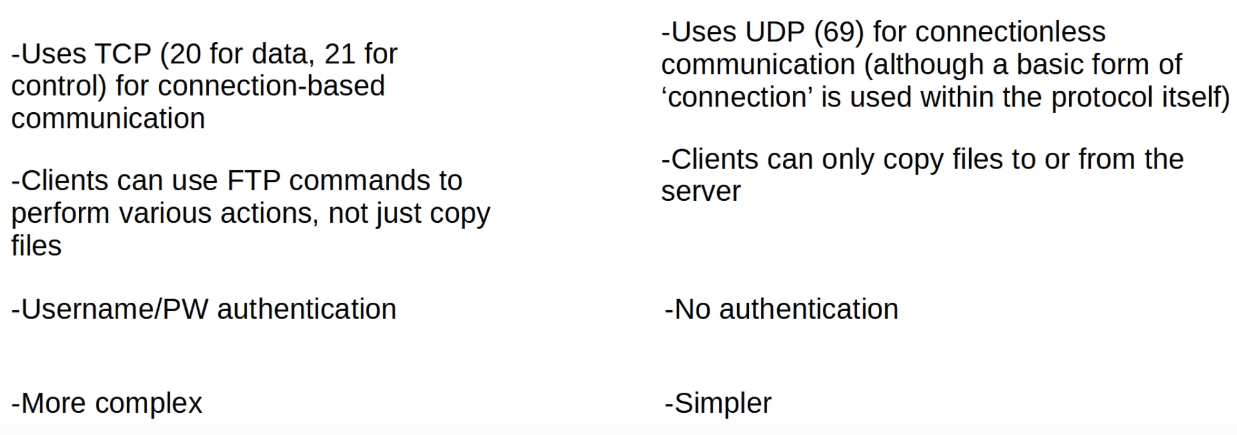 -Uses TCP (20 for data, 21 for
control) for connection-based
communication
-Clients can use FTP commands to
perform various actions, not just copy
files
-Username/PW authentication
-More complex
-Uses UDP (69) for connectionless
communication (although a basic form of
‘connection’ is used within the protocol itself)
-Clients can only copy files to or from the
server
-No authentication
-Simpler